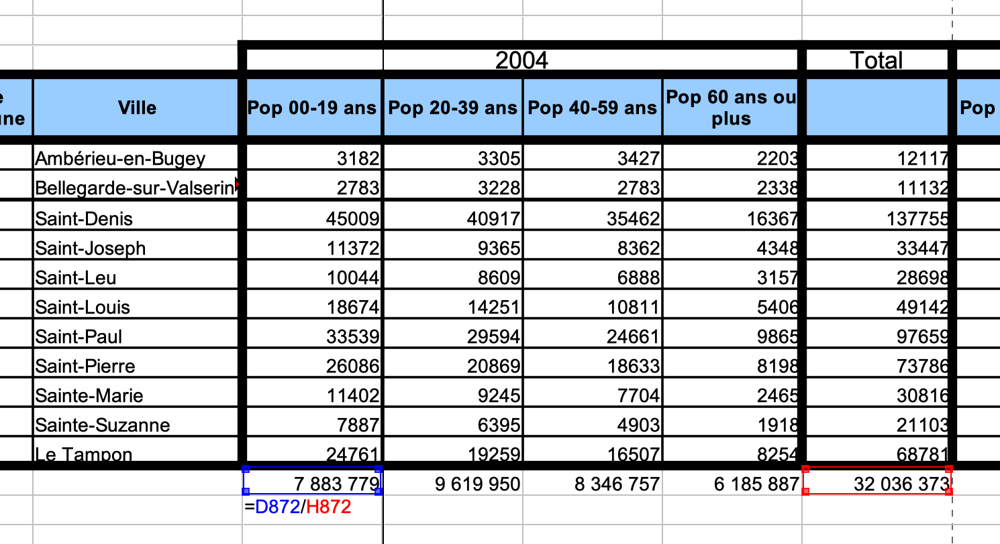 2004 Total
e
une Ville Pop 00-19 ans Pop 20-39 ans Pop 40-59 ans Pop 60 ans ou plus Pop
Ambérieu-en-Bugey 3182 3305 3427 2203 12117
Bellegarde-sur-Valserin 2783 3228 2783 2338 11132
Saint-Denis 45009 40917 35462 16367 137755
Saint-Joseph 11372 9365 8362 4348 33447
Saint-Leu 10044 8609 6888 3157 28698
Saint-Louis 18674 14251 10811 5406 49142
Saint-Paul 33539 29594 24661 9865 97659
Saint-Pierre 26086 20869 18633 8198 73786
Sainte-Marie 11402 9245 7704 2465 30816
Sainte-Suzanne 7887 6395 4903 1918 21103
Le Tampon 24761 19259 16507 8254 68781
7 883 779 9 619 950 8 346 757 6 185 887 32 036 373
=D872/H872